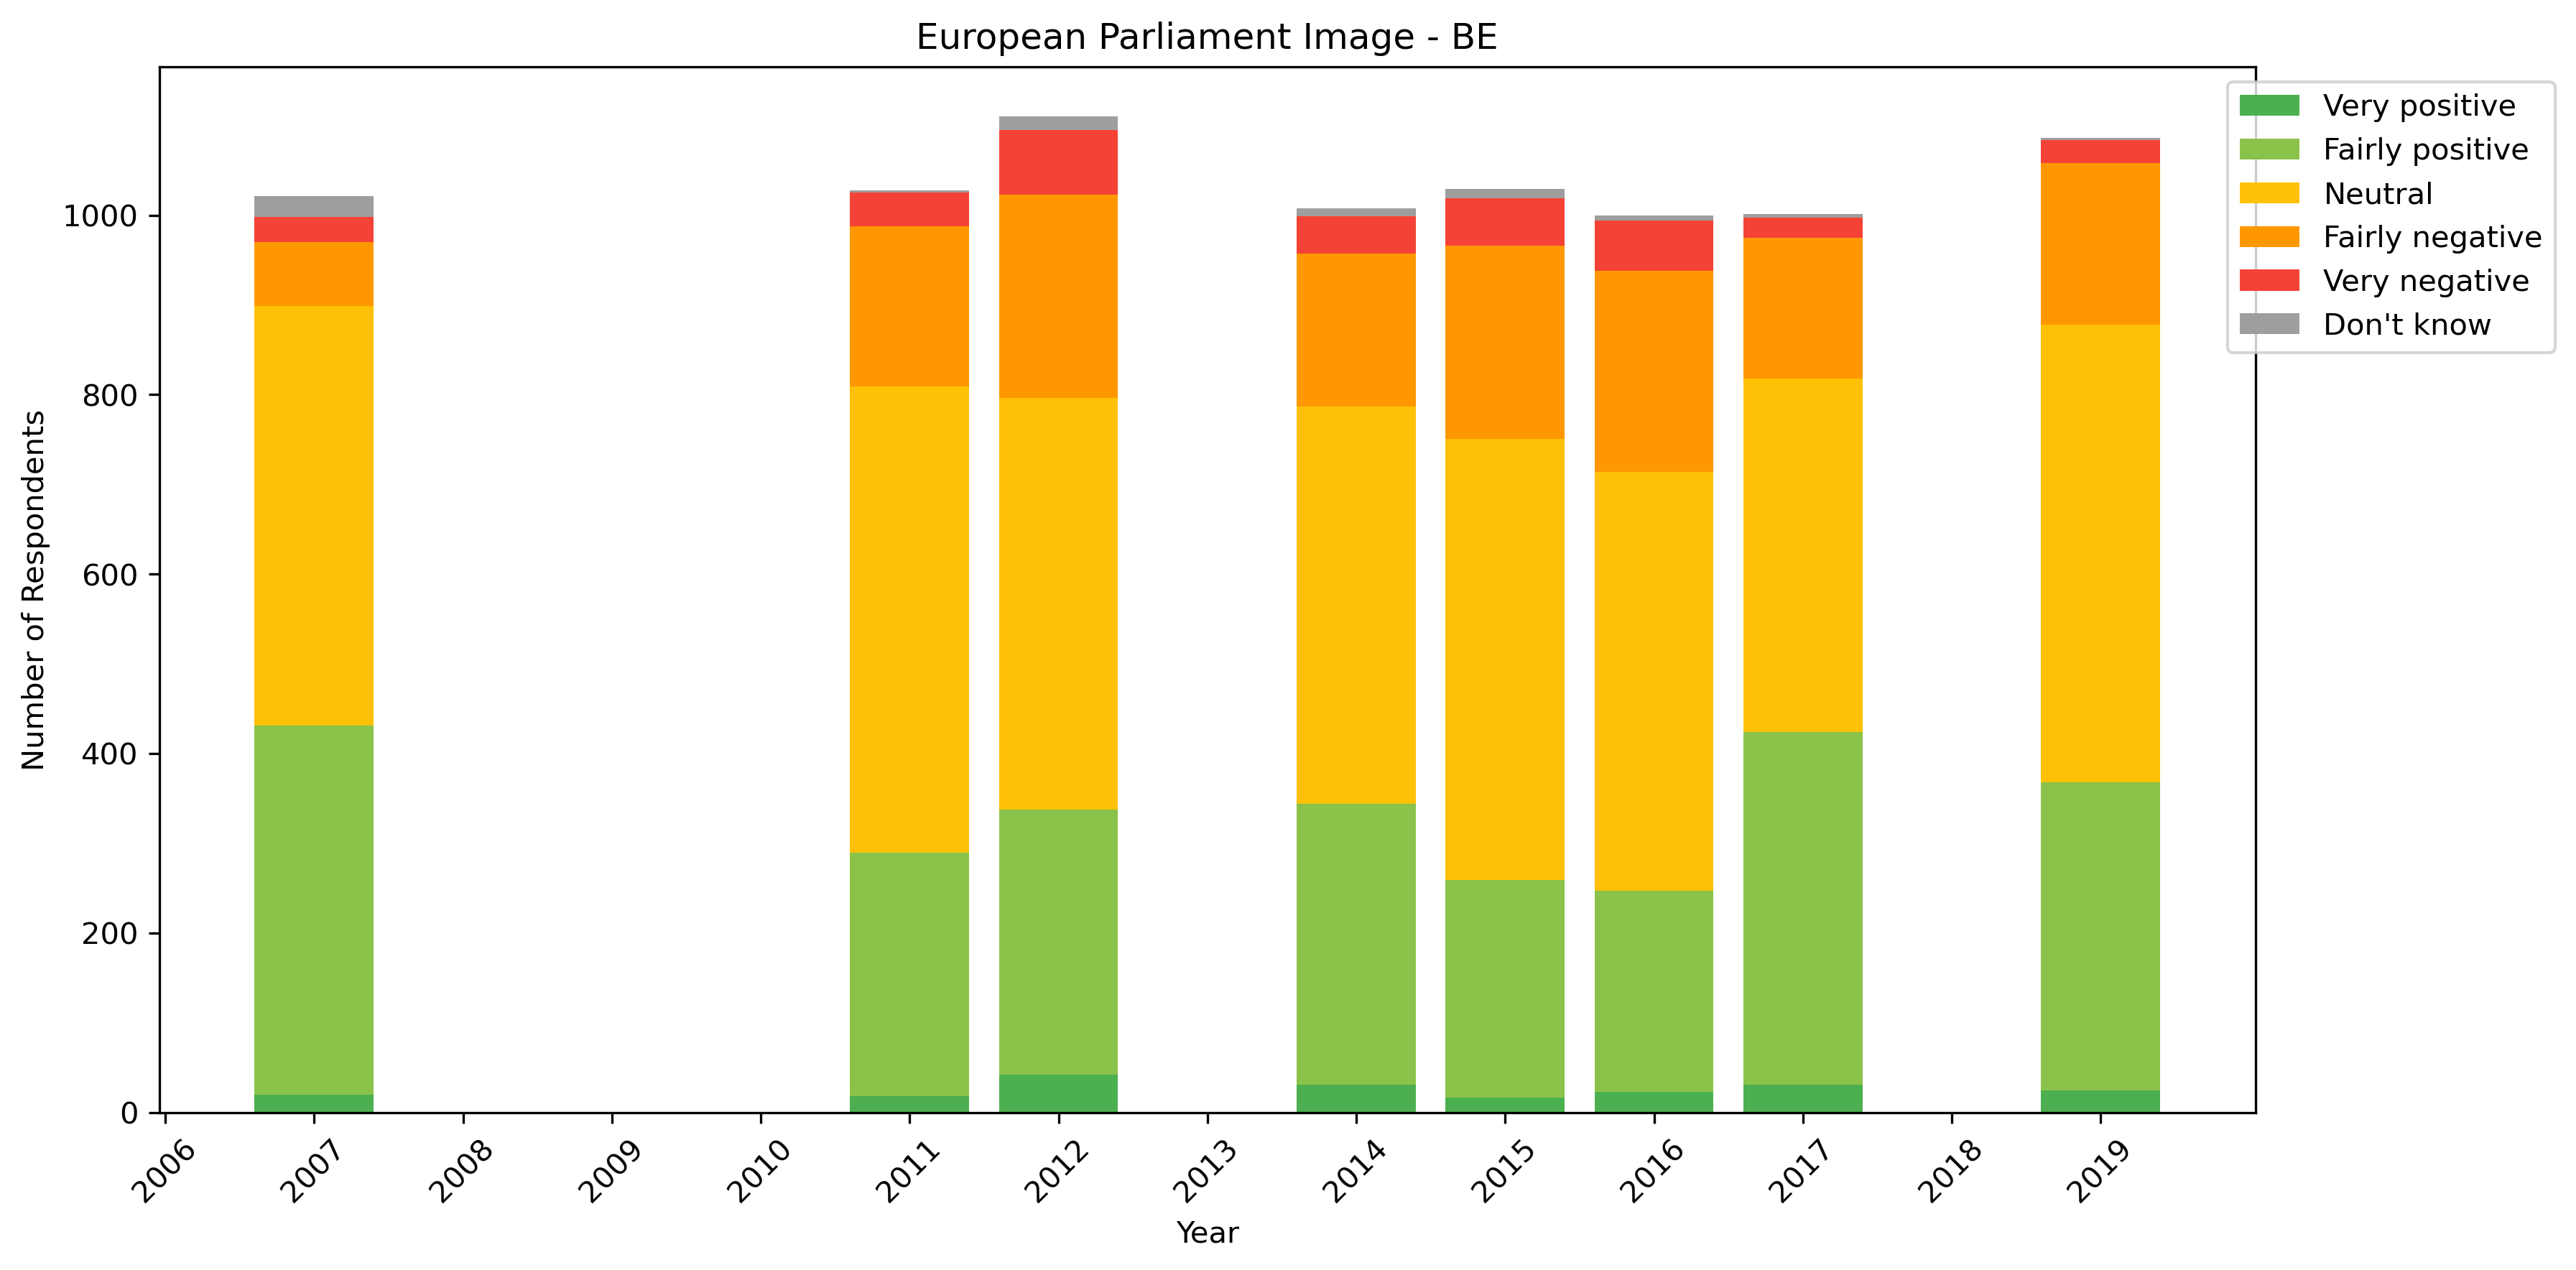 European Parliament Image - BE
Very positive
Fairly positive
Neutral
Fairly negative
Very negative
Don't know
Number of Respondents
1000
800
600
400
200
0
2006
2007
2008
2009
2010
2011
2012
2013
2014
2015
2016
2017
2018
2019
Year